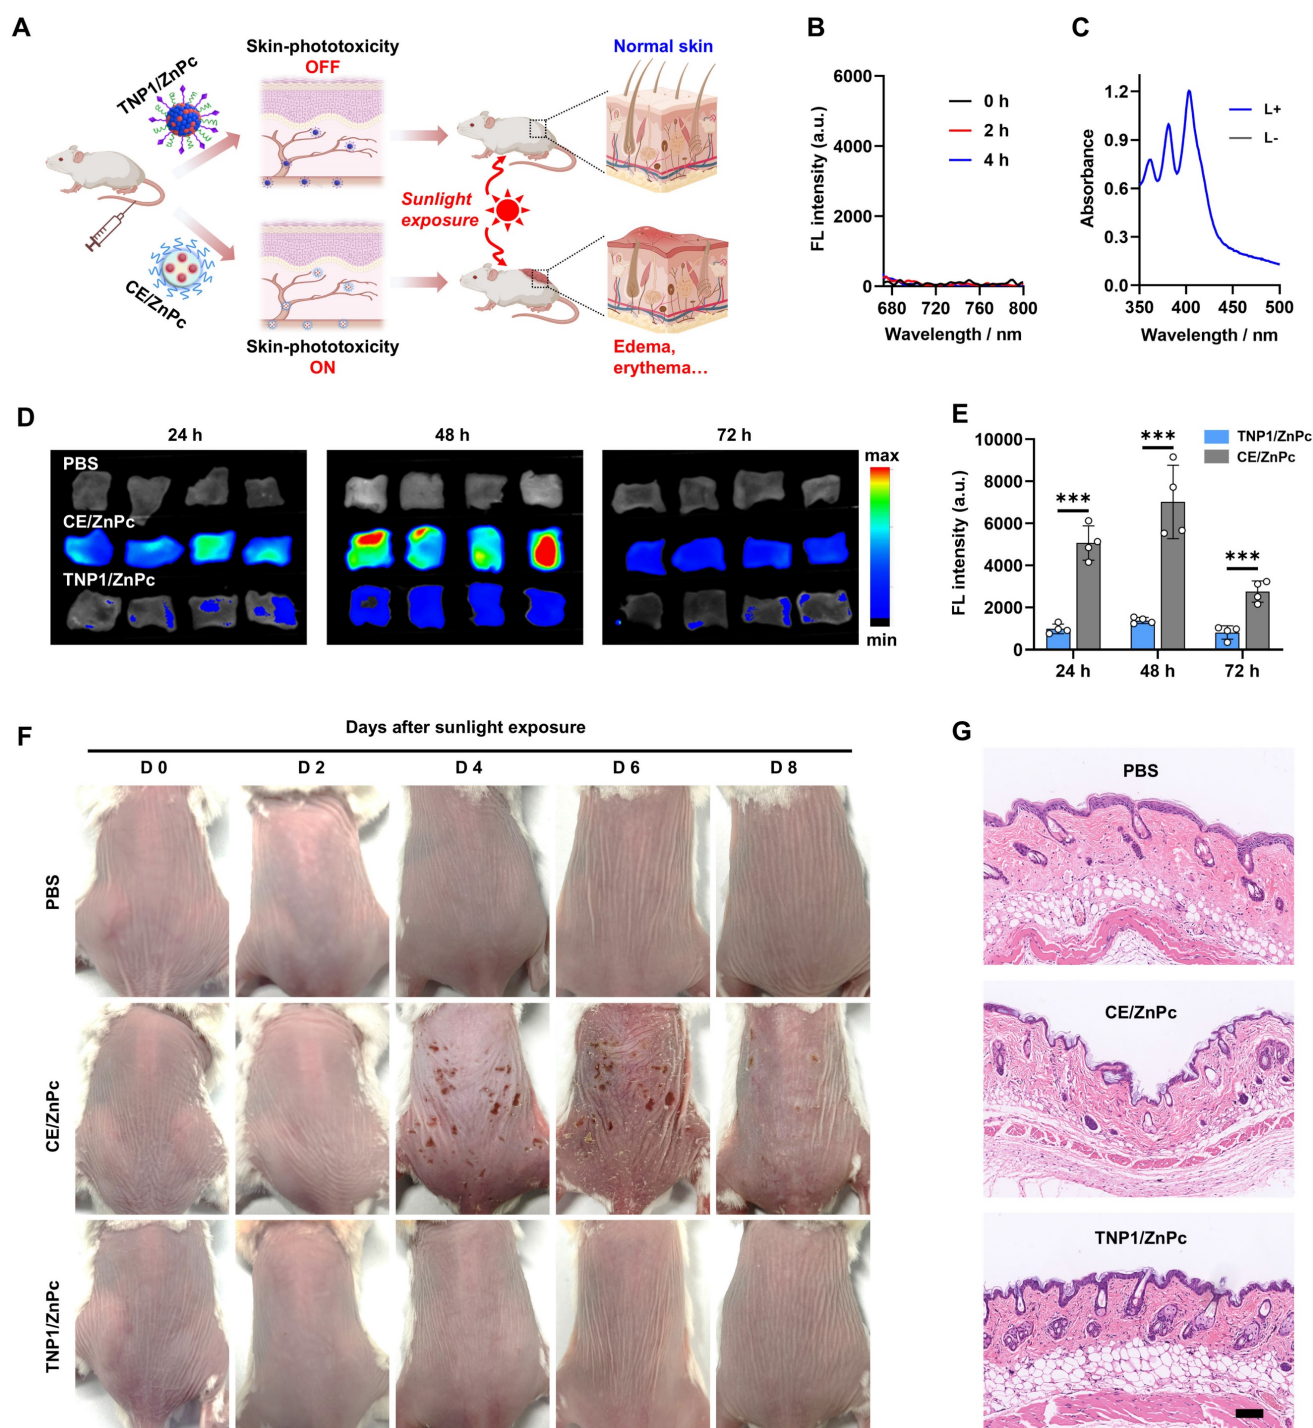 A
TNP1/ZnPc
CE/ZnPc
Skin-phototoxicity
OFF
Skin-phototoxicity
ON
Sunlight
exposure
Normal skin
Edema,
erythema...
B
FL intensity (a.u.)
6000
4000
2000
0
0 h
2 h
4 h
680
720
760
800
Wavelength / nm
C
Absorbance
1.2
0.9
0.6
0.3
0.0
L+
L-
350
400
450
500
Wavelength / nm
D
24 h
48 h
72 h
PBS
CE/ZnPc
TNP1/ZnPc
max
min
E
FL intensity (a.u.)
10000
8000
6000
4000
2000
0
TNP1/ZnPc
CE/ZnPc
***
***
***
24 h
48 h
72 h
F
Days after sunlight exposure
D 0
D 2
D 4
D 6
D 8
PBS
CE/ZnPc
TNP1/ZnPc
G
PBS
CE/ZnPc
TNP1/ZnPc